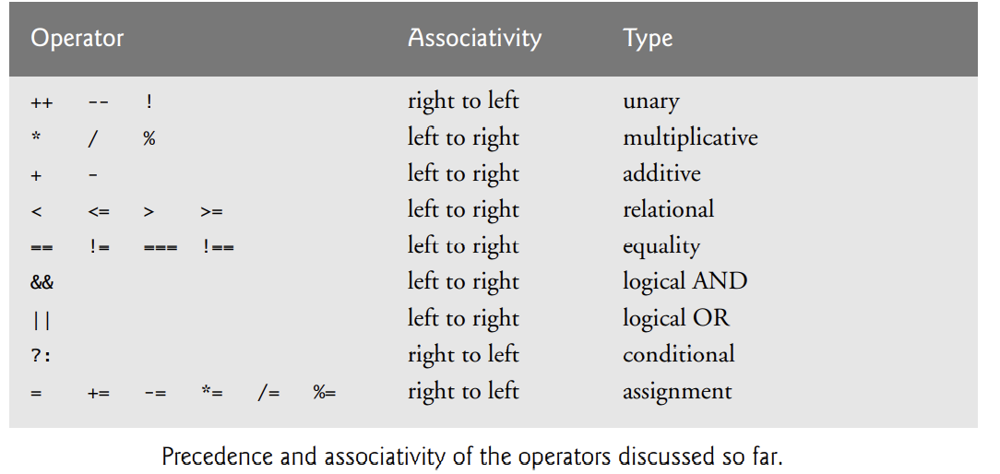 Operator Associativity Type
++ -- ! right to left unary
* / % left to right multiplicative
+ - left to right additive
< <= > >= left to right relational
== != === !== left to right equality
&& left to right logical AND
|| left to right logical OR
?: right to left conditional
= += -= *= /= %= right to left assignment
Precedence and associativity of the operators discussed so far.